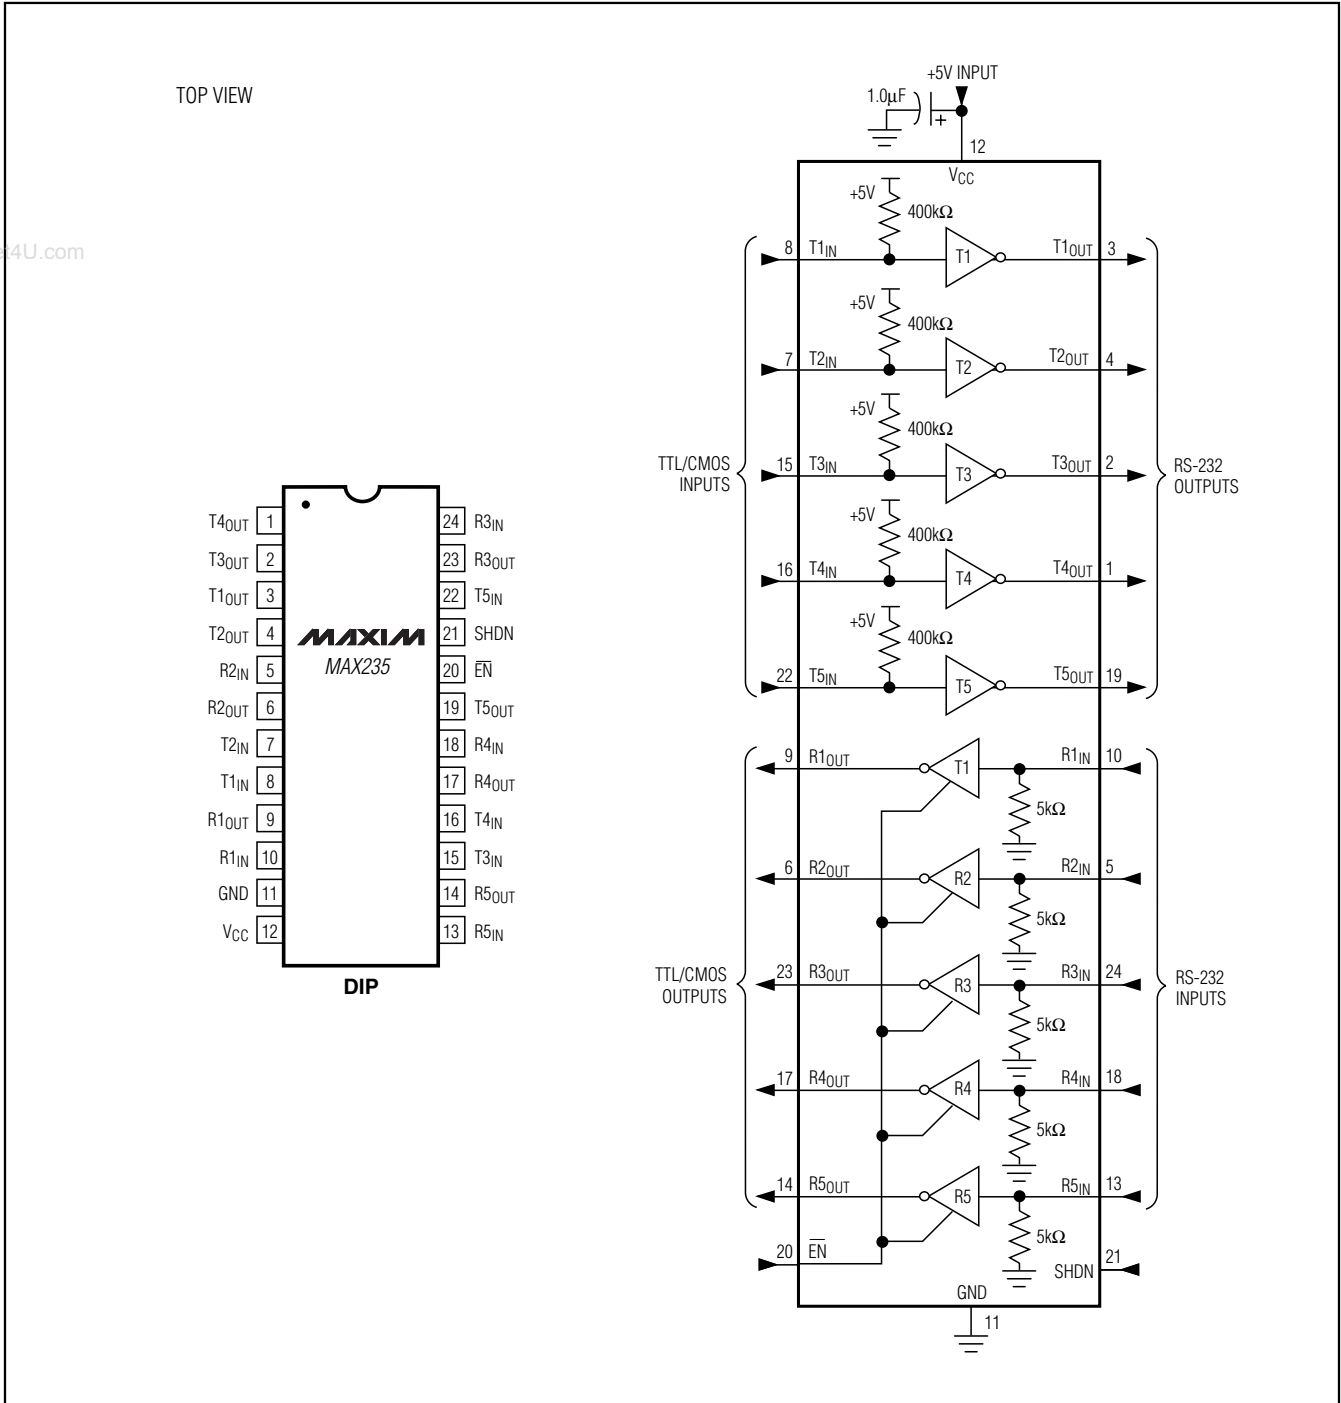 TOP VIEW
et4U.com
T4OUT 1
T3OUT 2
T1OUT 3
T2OUT 4
R2IN 5
R2OUT 6
T2IN 7
T1IN 8
R1OUT 9
R1IN 10
GND 11
VCC 12
MAXIM
MAX235
24 R3IN
23 R3OUT
22 T5IN
21 SHDN
20 E̅N̅
19 T5OUT
18 R4IN
17 R4OUT
16 T4IN
15 T3IN
14 R5OUT
13 R5IN
DIP
+5V INPUT
1.0µF
+
12
VCC
+5V
400kΩ
8 T1IN T1 T1OUT 3
+5V
400kΩ
7 T2IN T2 T2OUT 4
+5V
400kΩ
15 T3IN T3 T3OUT 2
+5V
400kΩ
16 T4IN T4 T4OUT 1
+5V
400kΩ
22 T5IN T5 T5OUT 19
TTL/CMOS
INPUTS
RS-232
OUTPUTS
9 R1OUT T1 R1IN 10
5kΩ
6 R2OUT R2 R2IN 5
5kΩ
23 R3OUT R3 R3IN 24
5kΩ
17 R4OUT R4 R4IN 18
5kΩ
14 R5OUT R5 R5IN 13
5kΩ
TTL/CMOS
OUTPUTS
RS-232
INPUTS
20 E̅N̅
SHDN 21
GND
11